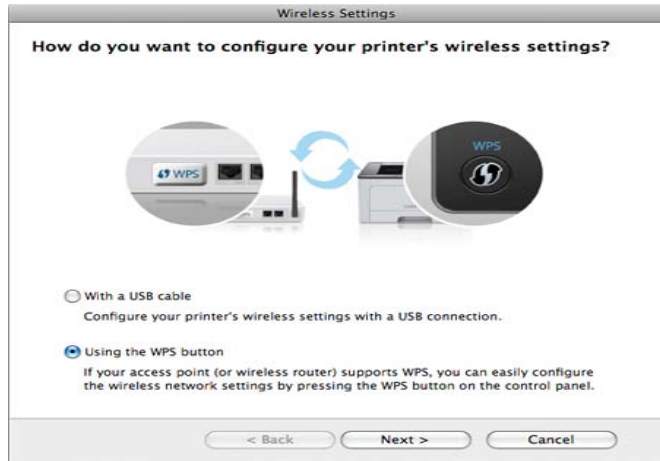 Wireless Settings
How do you want to configure your printer's wireless settings?
WPS
WPS
With a USB cable
Configure your printer's wireless settings with a USB connection.
Using the WPS button
If your access point (or wireless router) supports WPS, you can easily configure
the wireless network settings by pressing the WPS button on the control panel.
< Back
Next >
Cancel